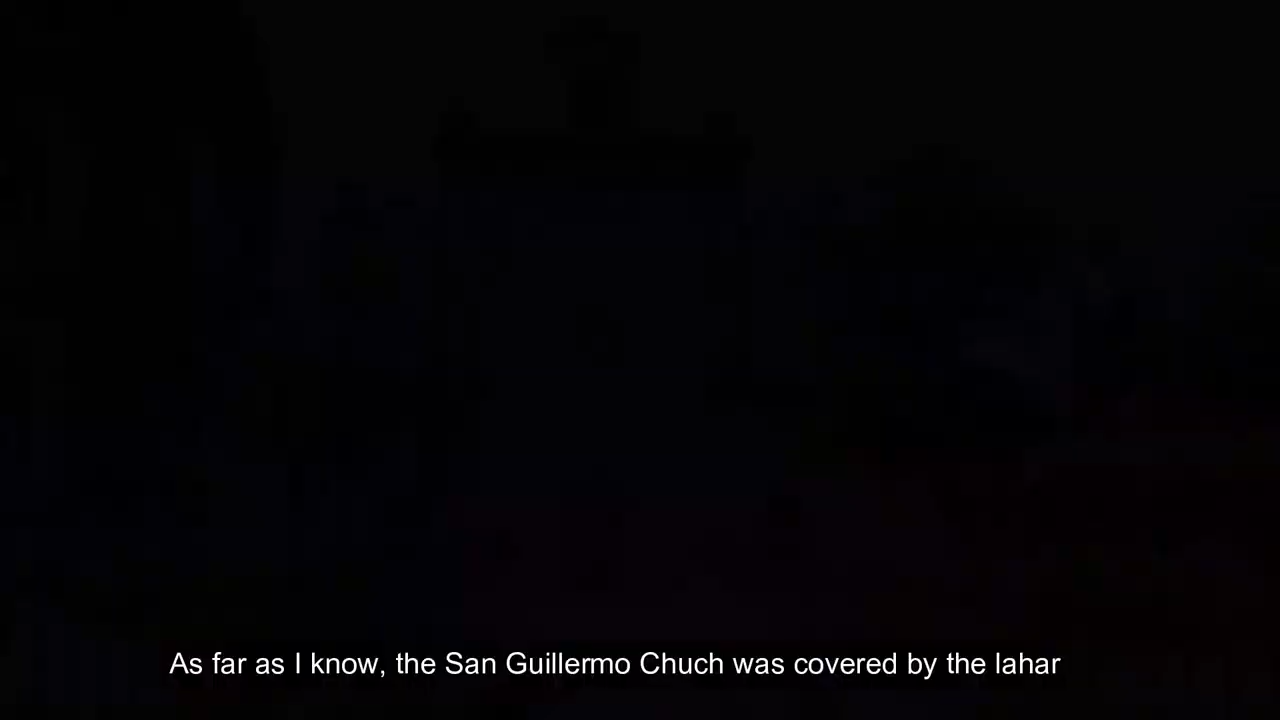 As far as I know, the San Guillermo Chuch was covered by the lahar